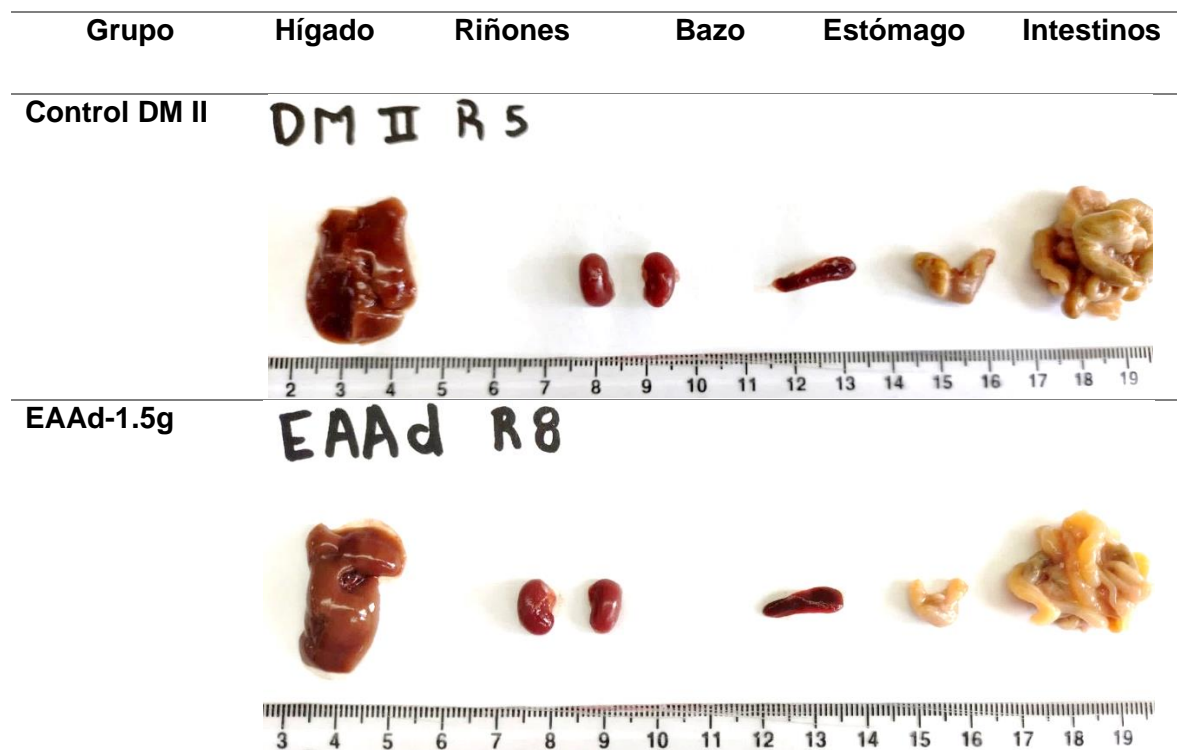 Grupo Hígado Riñones Bazo Estómago Intestinos
Control DM II
DM II R 5
2 3 4 5 6 7 8 9 10 11 12 13 14 15 16 17 18 19
EAAd-1.5g
EAAd R8
3 4 5 6 7 8 9 10 11 12 13 14 15 16 17 18 19